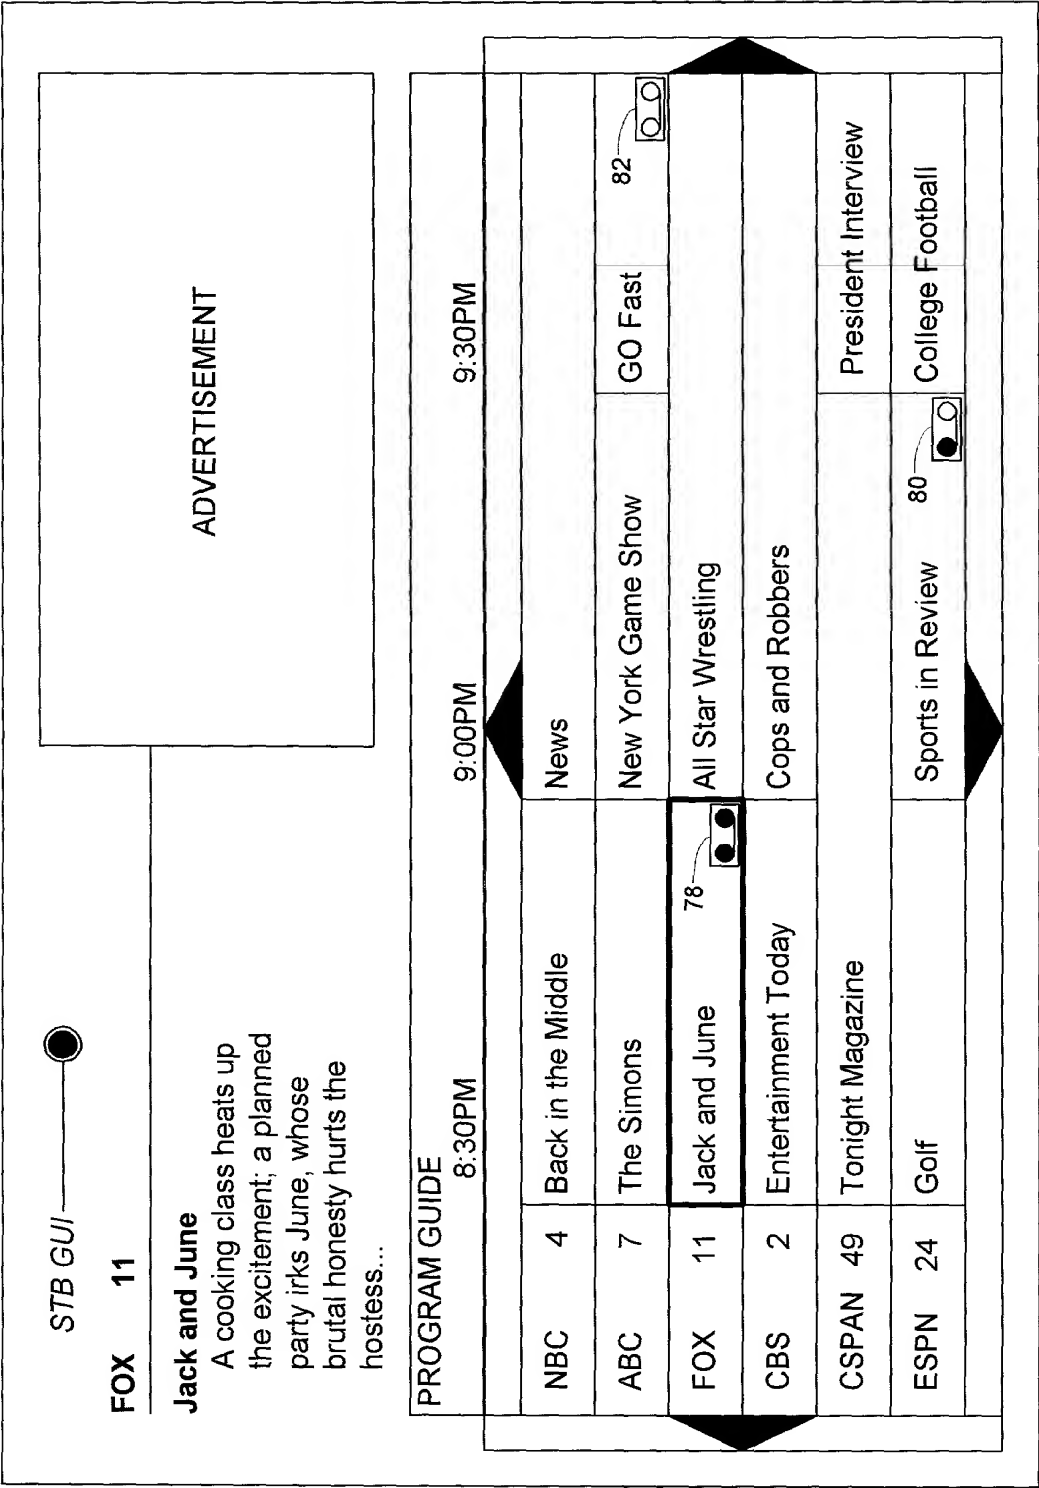 STB GUI
FOX 11
Jack and June
A cooking class heats up
the excitement; a planned
party irks June, whose
brutal honesty hurts the
hostess...
ADVERTISEMENT
PROGRAM GUIDE
8:30PM 9:00PM 9:30PM
NBC 4 Back in the Middle News
ABC 7 The Simons New York Game Show GO Fast 82
FOX 11 Jack and June 78 All Star Wrestling
CBS 2 Entertainment Today Cops and Robbers
CSPAN 49 Tonight Magazine President Interview
ESPN 24 Golf Sports in Review 80 College Football